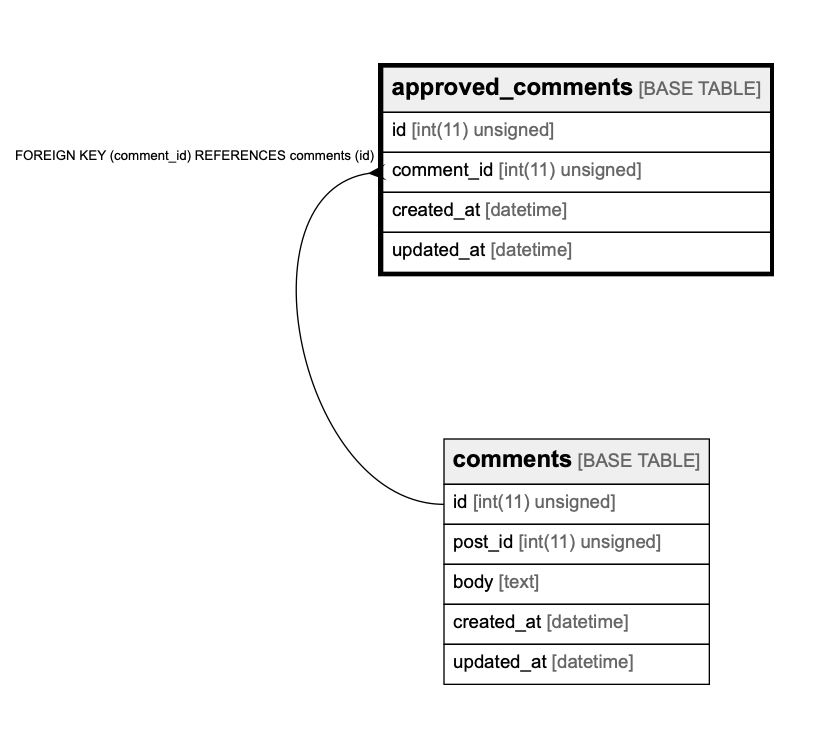 approved_comments [BASE TABLE]
id [int(11) unsigned]
FOREIGN KEY (comment_id) REFERENCES comments (id)
comment_id [int(11) unsigned]
created_at [datetime]
updated_at [datetime]
comments [BASE TABLE]
id [int(11) unsigned]
post_id [int(11) unsigned]
body [text]
created_at [datetime]
updated_at [datetime]